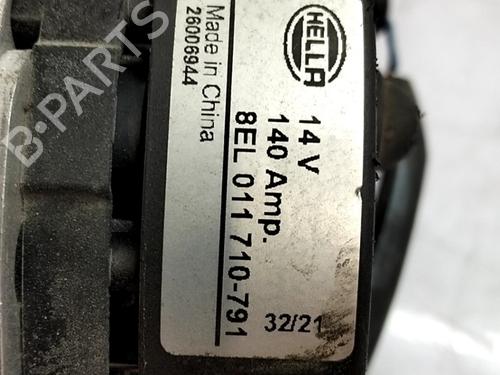 HELLA
14 V
140 Amp.
8EL 011 710-791
Made in China
26006944
32/21
B-PARTS